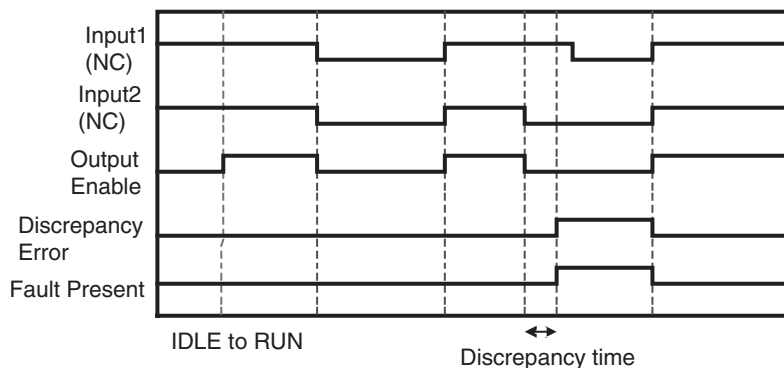 Input1
(NC)
Input2
(NC)
Output
Enable
Discrepancy
Error
Fault Present
IDLE to RUN
Discrepancy time